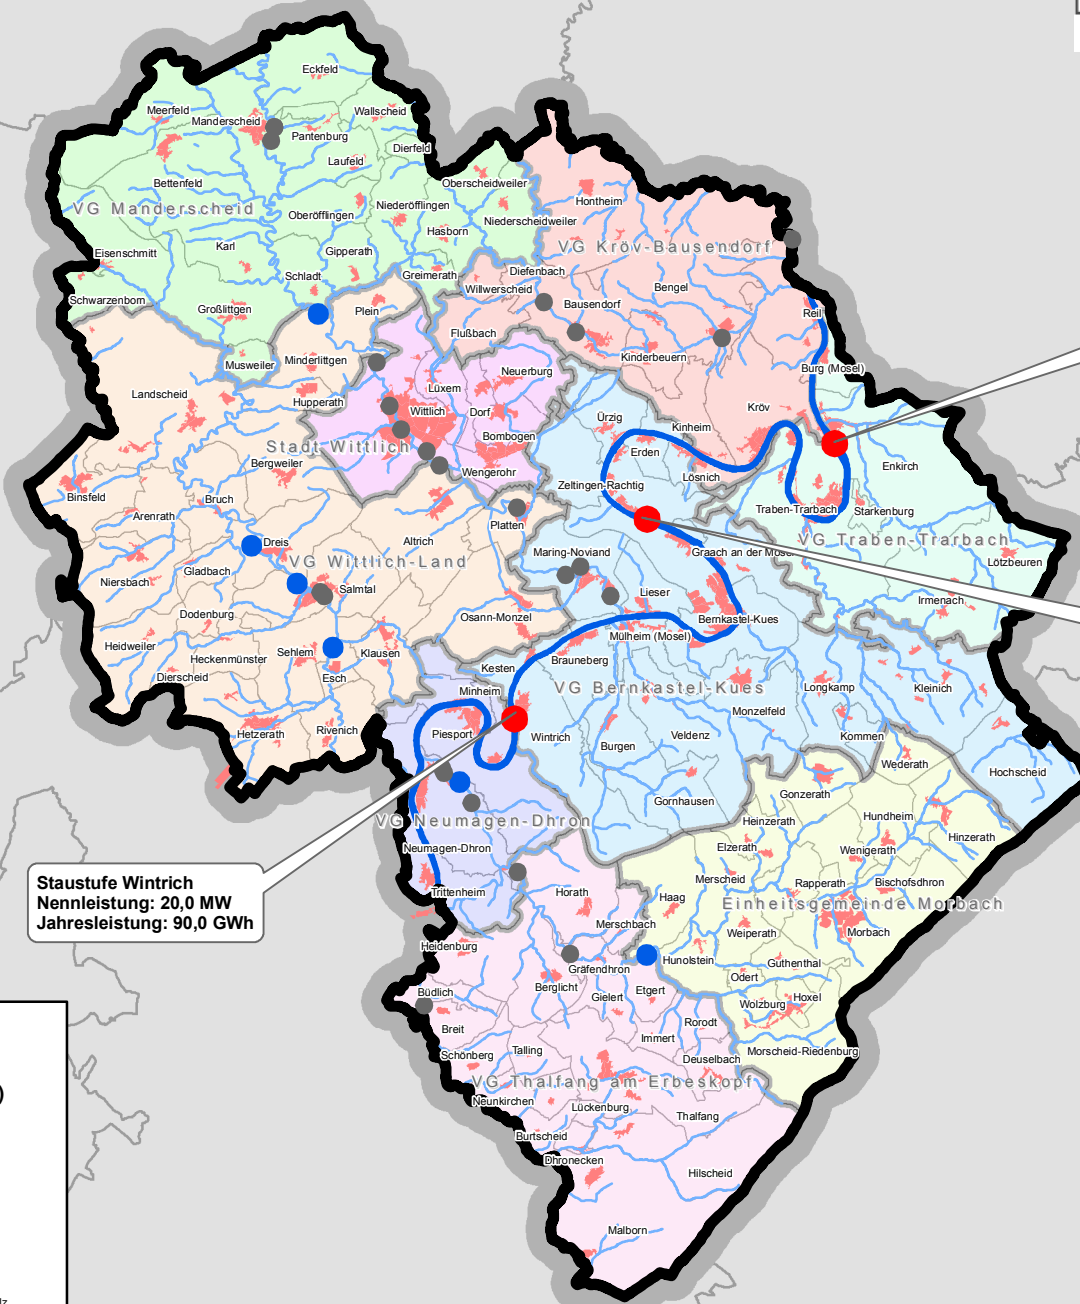 Eckfeld
Meerfeld
Manderscheid
Wallscheid
Pantenburg
Dierfeld
Laufeld
Bettenfeld
Oberscheidweiler
VG Manderscheid
Oberöfflingen
Niederöfflingen
Niederscheidweiler
Hontheim
Hasborn
Karl
Gipperath
VG Kröv-Bausendorf
Eisenschmitt
Schladt
Greimerath
Diefenbach
Willwerscheid
Bengel
Schwarzenborn
Großlittgen
Plein
Bausendorf
Reil
Flußbach
Kinderbeuern
Musweiler
Minderlittgen
Burg (Mosel)
Neuerburg
Landscheid
Lüxem
Hupperath
Wittlich
Dorf
Kröv
Ürzig
Kinheim
Stadt Wittlich
Bombogen
Erden
Bergweiler
Enkirch
Binsfeld
Wengerohr
Lösnich
Zeltingen-Rachtig
Bruch
Arenrath
Platten
Traben-Trarbach
Starkenburg
Dreis
Altrich
VG Traben-Trarbach
VG Wittlich-Land
Maring-Noviand
Graach an der Mosel
Lötzbeuren
Niersbach
Gladbach
Salmtal
Lieser
Irmenach
Dodenburg
Osann-Monzel
Bernkastel-Kues
Heidweiler
Mülheim (Mosel)
Sehlem
Klausen
Heckenmünster
Brauneberg
Dierscheid
Esch
Kesten
Minheim
VG Bernkastel-Kues
Longkamp
Kleinich
Monzelfeld
Hetzerath
Rivenich
Piesport
Wintrich
Veldenz
Kommen
Burgen
Wederath
Hochscheid
Gonzerath
Gornhausen
VG Neumagen-Dhron
Heinzerath
Hundheim
Hinzerath
Neumagen-Dhron
Elzerath
Wenigerath
Merscheid
Rapperath
Bischofsdhron
Staustufe Wintrich
Nennleistung: 20,0 MW
Jahresleistung: 90,0 GWh
Trittenheim
Horath
Haag
Einheitsgemeinde Morbach
Merschbach
Weiperath
Morbach
Heidenburg
Hunolstein
Guthenthal
Gräfendhron
Odert
Berglicht
Gielert
Etgert
Büdlich
Wolzburg
Hoxel
Breit
Rorodt
Immert
Schönberg
Talling
Deuselbach
Morscheid-Riedenburg
VG Thalfang am Erbeskopf
Neunkirchen
Lückenburg
Thalfang
Burtscheid
Dhronecken
Hilscheid
Malborn
)
lz